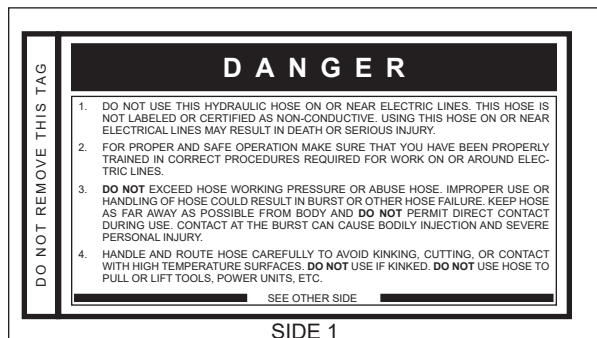 DO NOT REMOVE THIS TAG
DANGER
1. DO NOT USE THIS HYDRAULIC HOSE ON OR NEAR ELECTRIC LINES. THIS HOSE IS
NOT LABELED OR CERTIFIED AS NON-CONDUCTIVE. USING THIS HOSE ON OR NEAR
ELECTRICAL LINES MAY RESULT IN DEATH OR SERIOUS INJURY.
2. FOR PROPER AND SAFE OPERATION MAKE SURE THAT YOU HAVE BEEN PROPERLY
TRAINED IN CORRECT PROCEDURES REQUIRED FOR WORK ON OR AROUND ELEC-
TRIC LINES.
3. DO NOT EXCEED HOSE WORKING PRESSURE OR ABUSE HOSE. IMPROPER USE OR
HANDLING OF HOSE COULD RESULT IN BURST OR OTHER HOSE FAILURE. KEEP HOSE
AS FAR AWAY AS POSSIBLE FROM BODY AND DO NOT PERMIT DIRECT CONTACT
DURING USE. CONTACT AT THE BURST CAN CAUSE BODILY INJECTION AND SEVERE
PERSONAL INJURY.
4. HANDLE AND ROUTE HOSE CAREFULLY TO AVOID KINKING, CUTTING, OR CONTACT
WITH HIGH TEMPERATURE SURFACES. DO NOT USE IF KINKED. DO NOT USE HOSE TO
PULL OR LIFT TOOLS, POWER UNITS, ETC.
SEE OTHER SIDE
SIDE 1